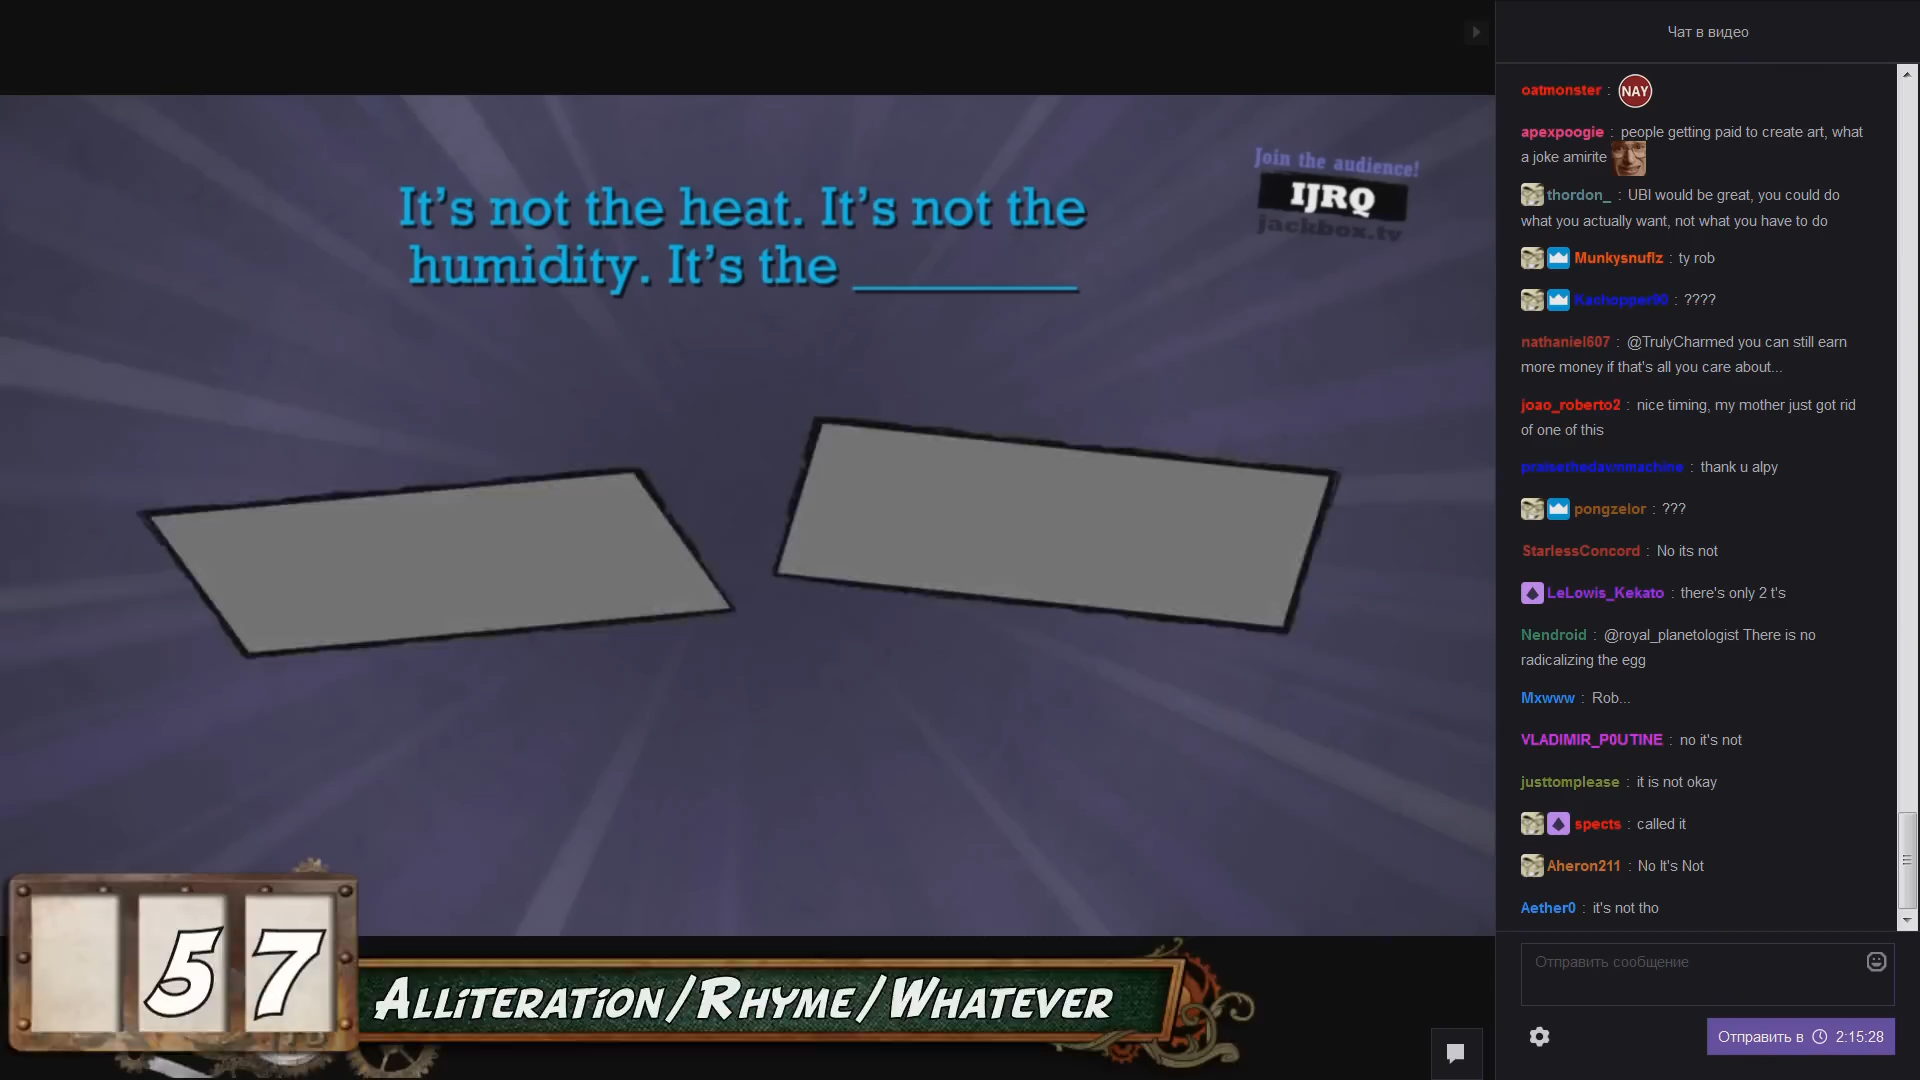 It's not the heat. It's not the
humidity. It's the ________
Join the audience!
IJRQ
jackbox.tv
57
ALLITERATION/RHYME/WHATEVER
Чат в видео
oatmonster : NAY
apexpoogie : people getting paid to create art, what
a joke amirite
thordon_ : UBI would be great, you could do
what you actually want, not what you have to do
Munkysnuflz : ty rob
Kachopper90 : ????
nathaniel607 : @TrulyCharmed you can still earn
more money if that's all you care about...
joao_roberto2 : nice timing, my mother just got rid
of one of this
praisethedawnmachine : thank u alpy
pongzelor : ???
StarlessConcord : No its not
LeLowis_Kekato : there's only 2 t's
Nendroid : @royal_planetologist There is no
radicalizing the egg
Mxwww : Rob...
VLADIMIR_P0UTINE : no it's not
justtomplease : it is not okay
spects : called it
Aheron211 : No It's Not
Aether0 : it's not tho
Отправить сообщение
Отправить в 2:15:28